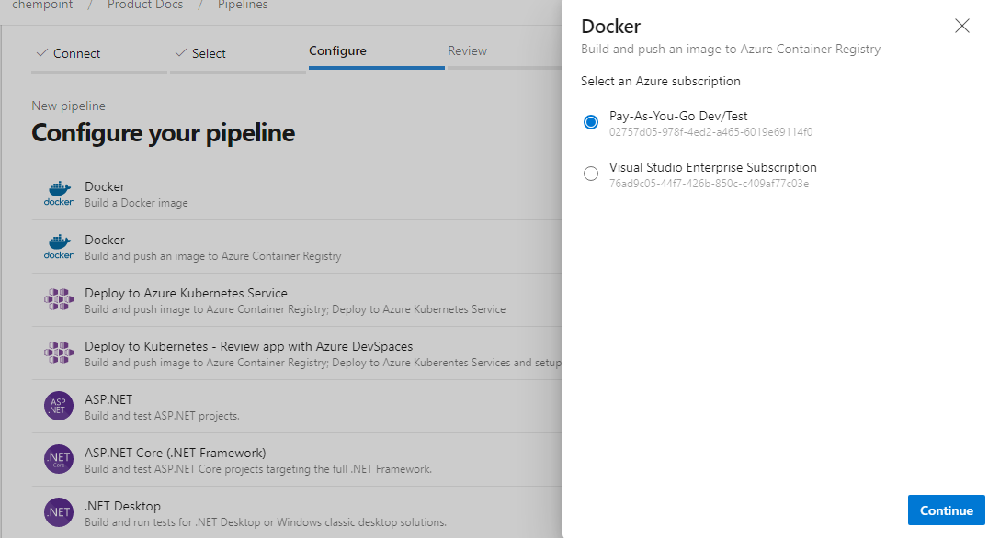 chempoint / Product Docs / Pipelines
Connect
Select
Configure
Review
New pipeline
Configure your pipeline
docker
Docker
Build a Docker image
docker
Docker
Build and push an image to Azure Container Registry
Deploy to Azure Kubernetes Service
Build and push image to Azure Container Registry; Deploy to Azure Kubernetes Service
Deploy to Kubernetes - Review app with Azure DevSpaces
Build and push image to Azure Container Registry; Deploy to Azure Kuberentes Services and setup
ASP
.NET
ASP.NET
Build and test ASP.NET projects.
.NET
Core
ASP.NET Core (.NET Framework)
Build and test ASP.NET Core projects targeting the full .NET Framework.
.NET
.NET Desktop
Build and run tests for .NET Desktop or Windows classic desktop solutions.
Docker
Build and push an image to Azure Container Registry
Select an Azure subscription
Pay-As-You-Go Dev/Test
02757d05-978f-4ed2-a465-6019e69114f0
Visual Studio Enterprise Subscription
76ad9c05-44f7-426b-850c-c409af77c03e
Continue